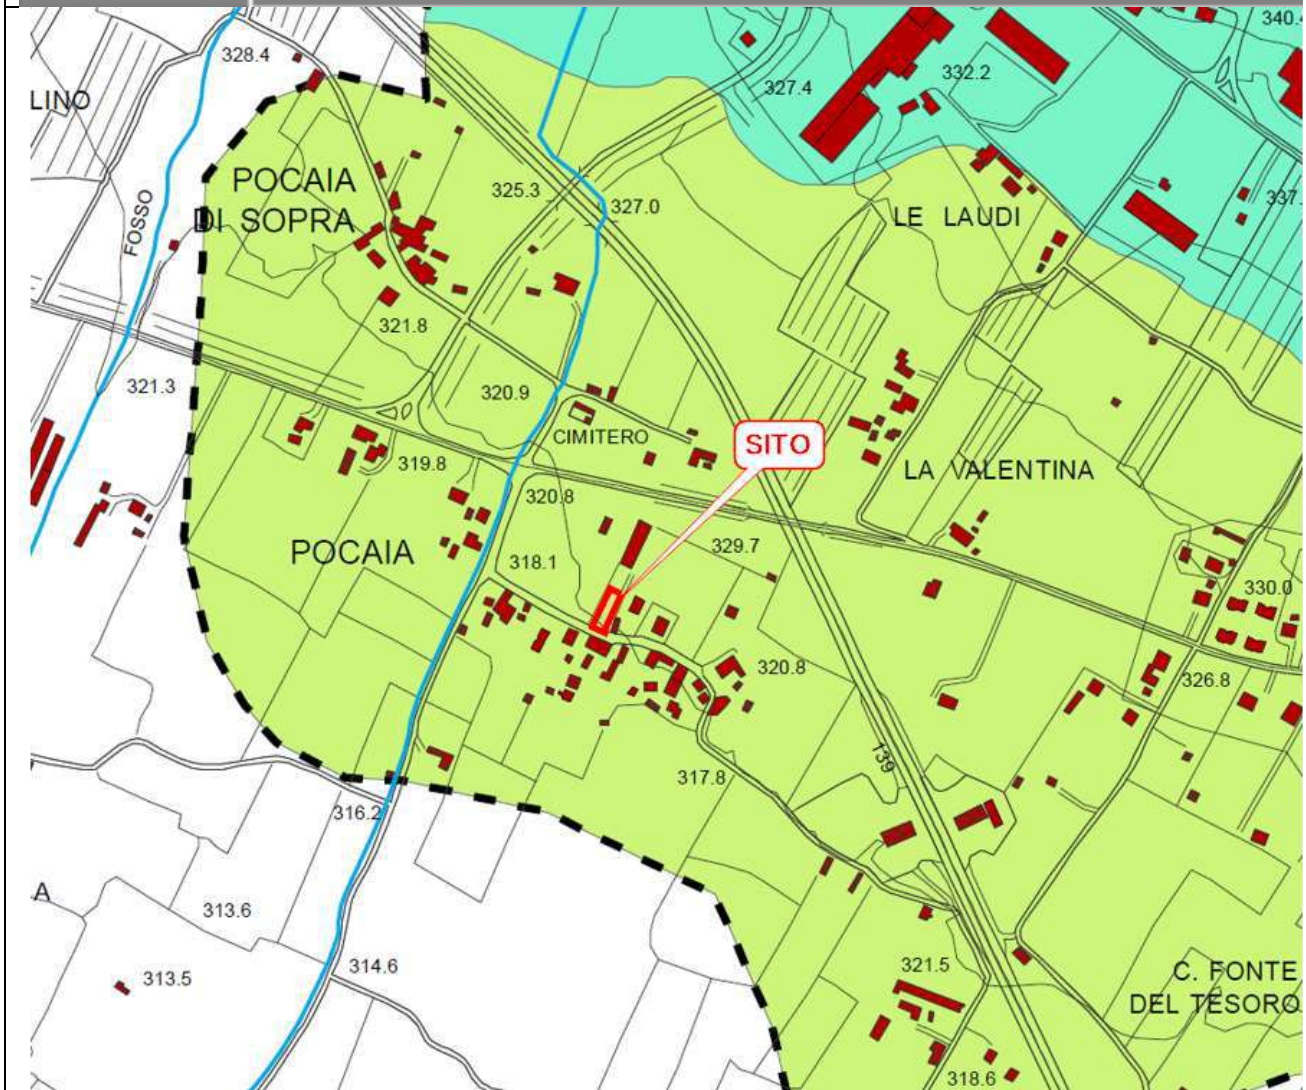 340.4
328.4
332.2
327.4
LINO
POCAIA
DI SOPRA
325.3
327.0
337.
FOSSO
LE LAUDI
321.8
321.3
320.9
CIMITERO
SITO
319.8
LA VALENTINA
320.8
POCAIA
318.1
329.7
330.0
320.8
326.8
139
317.8
316.2
A
313.6
321.5
314.6
313.5
C. FONTE
DEL TESORO
318.6